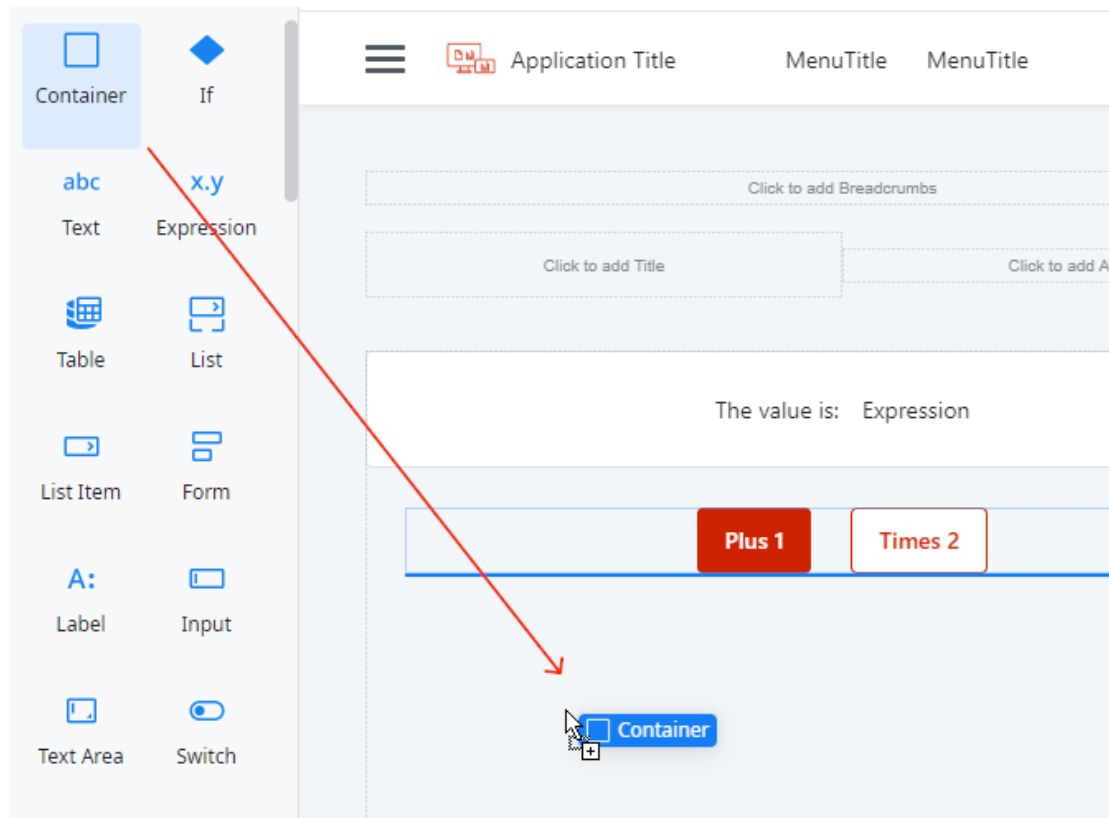 Container
If
abc
x.y
Text
Expression
Table
List
List Item
Form
A:
Label
Input
Text Area
Switch
Application Title
MenuTitle
MenuTitle
Click to add Breadcrumbs
Click to add Title
Click to add A
The value is: Expression
Plus 1
Times 2
Container